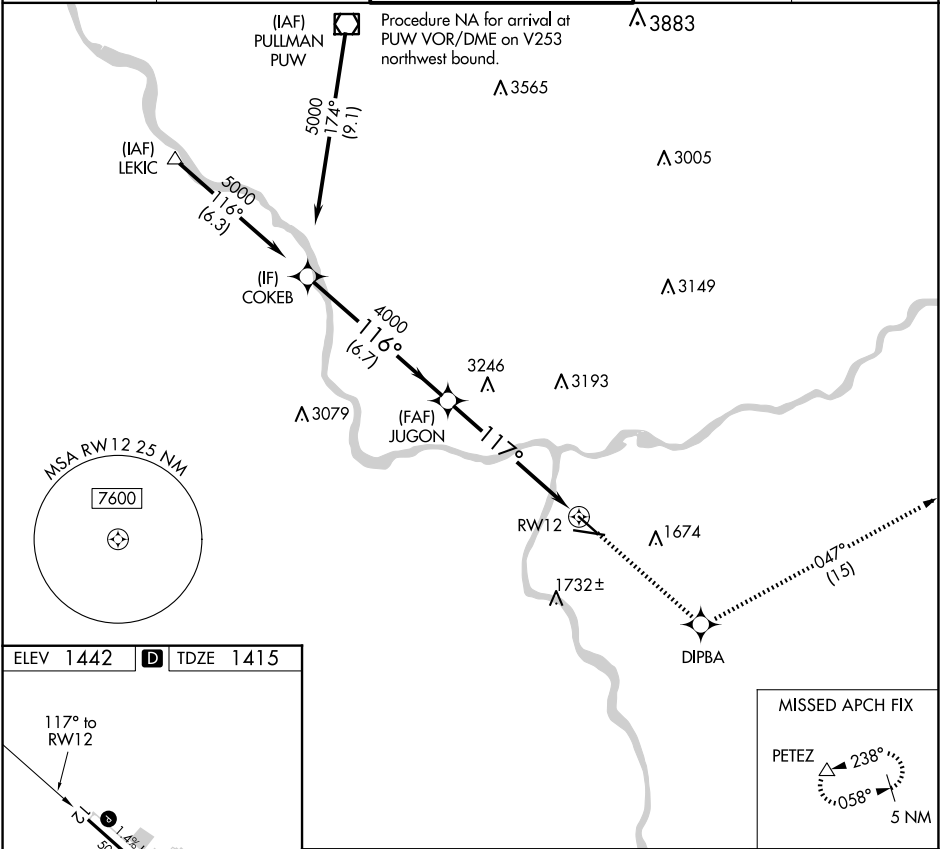 (IAF)
PULLMAN
PUW
Procedure NA for arrival at
PUW VOR/DME on V253
northwest bound.
3883
3565
5000
174°
(9.1)
(IAF)
LEKIC
3005
5000
116°
(6.3)
(IF)
COKEB
3149
4000
116°
(6.7)
3246
3193
3079
(FAF)
JUGON
117°
MSA RW12 25 NM
7600
RW12
1674
047°
(15)
1732±
DIPBA
ELEV 1442 D TDZE 1415
117° to
RW12
12
P
1.4%
MISSED APCH FIX
PETEZ
238°
058°
5 NM